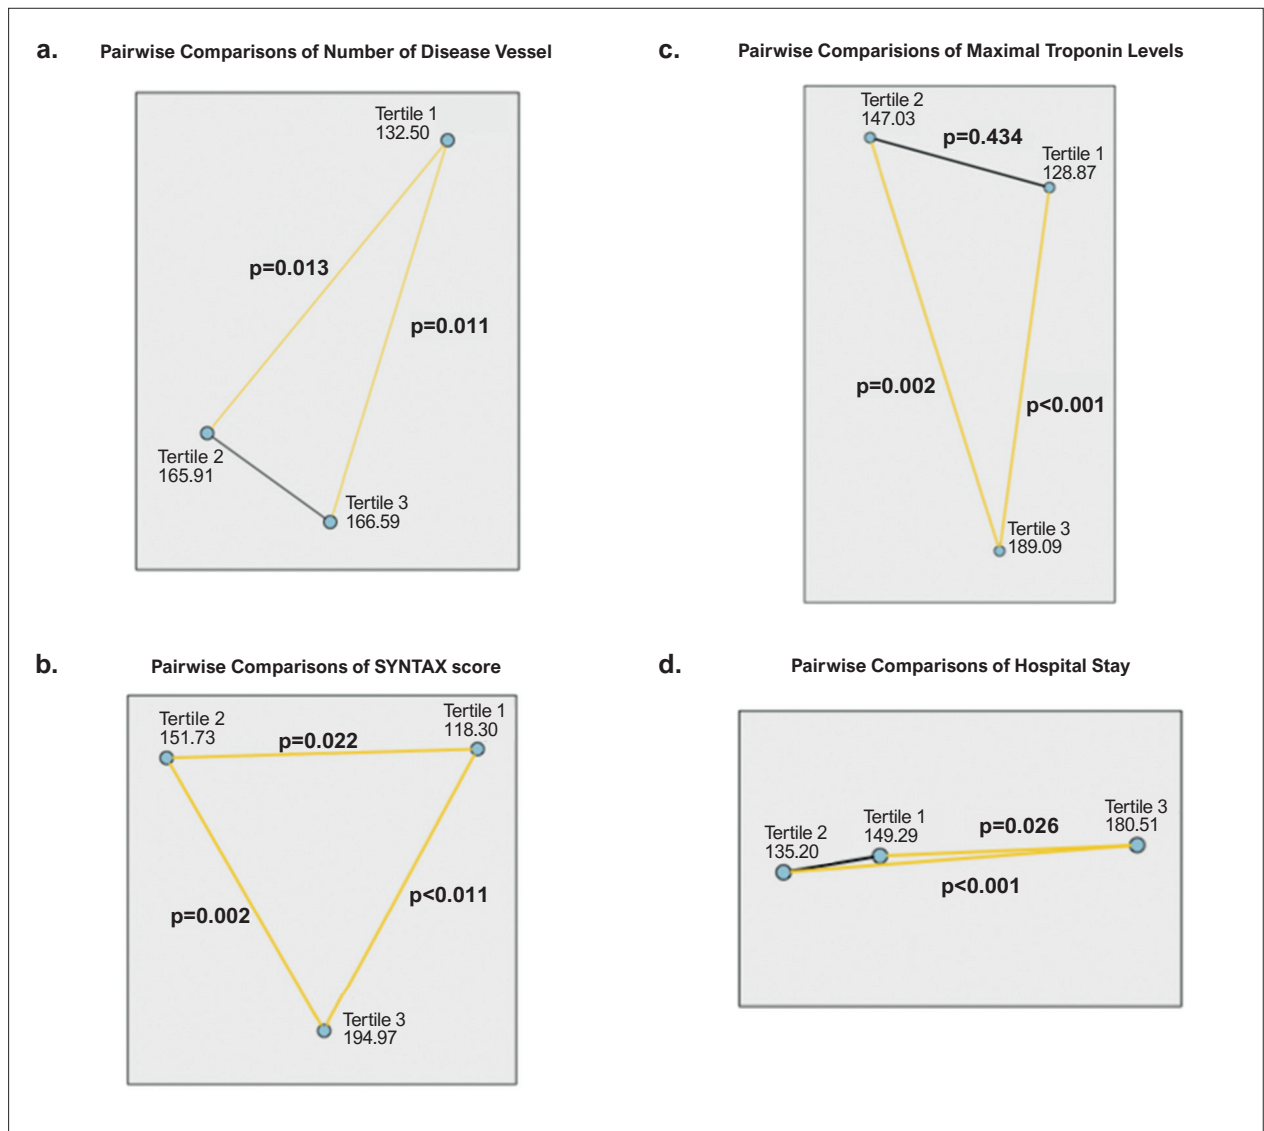 a. Pairwise Comparisons of Number of Disease Vessel
Tertile 1
132.50
p=0.013
p=0.011
Tertile 2
165.91
Tertile 3
166.59
b. Pairwise Comparisons of SYNTAX score
Tertile 2
151.73
Tertile 1
118.30
p=0.022
p=0.002
p<0.011
Tertile 3
194.97
c. Pairwise Comparisions of Maximal Troponin Levels
Tertile 2
147.03
p=0.434
Tertile 1
128.87
p=0.002
p<0.001
Tertile 3
189.09
d. Pairwise Comparisons of Hospital Stay
Tertile 2
135.20
Tertile 1
149.29
p=0.026
Tertile 3
180.51
p<0.001